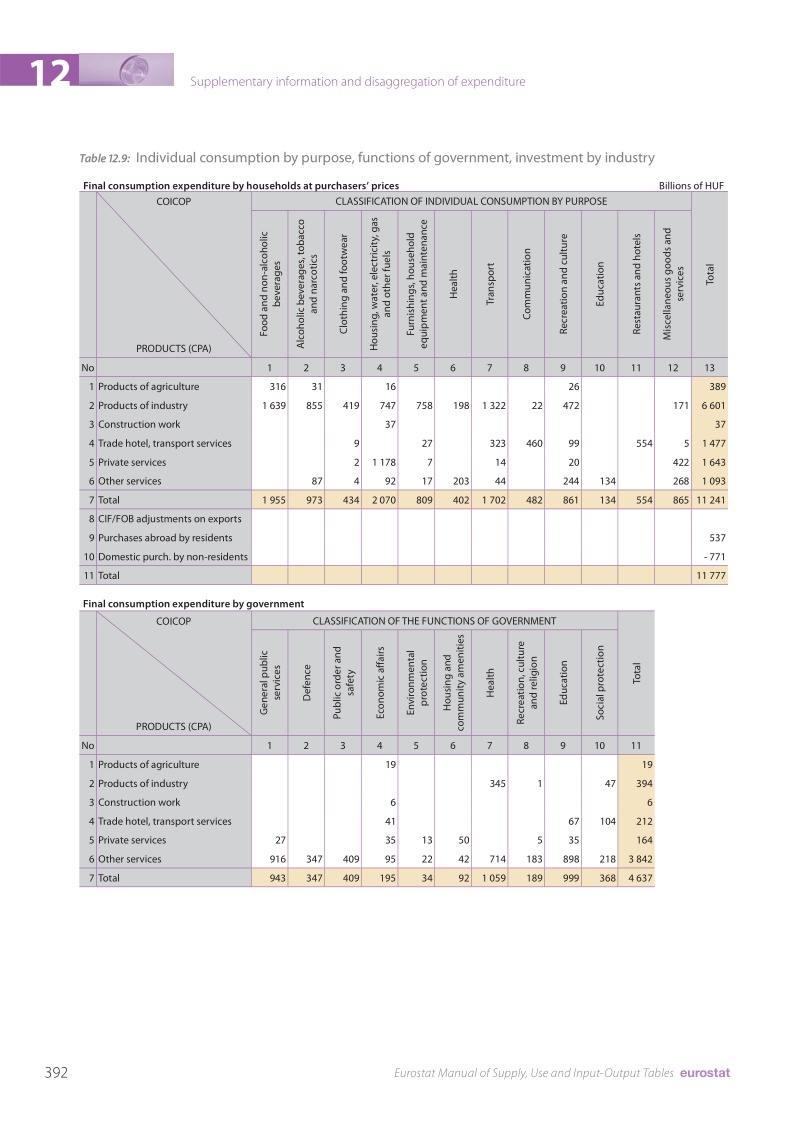 12
Supplementary information and disaggregation of expenditure
Table 12.9: Individual consumption by purpose, functions of government, investment by industry
Final consumption expenditure by households at purchasers’ prices Billions of HUF
COICOP CLASSIFICATION OF INDIVIDUAL CONSUMPTION BY PURPOSE
Food and non-alcoholic
beverages
Alcoholic beverages, tobacco
and narcotics
Clothing and footwear
Housing, water, electricity, gas
and other fuels
Furnishings, household
equipment and maintenance
Health
Transport
Communication
Recreation and culture
Education
Restaurants and hotels
Miscellaneous goods and
services
Total
PRODUCTS (CPA)
No 1 2 3 4 5 6 7 8 9 10 11 12 13
1 Products of agriculture 316 31 16 26 389
2 Products of industry 1 639 855 419 747 758 198 1 322 22 472 171 6 601
3 Construction work 37 37
4 Trade hotel, transport services 9 27 323 460 99 554 5 1 477
5 Private services 2 1 178 7 14 20 422 1 643
6 Other services 87 4 92 17 203 44 244 134 268 1 093
7 Total 1 955 973 434 2 070 809 402 1 702 482 861 134 554 865 11 241
8 CIF/FOB adjustments on exports
9 Purchases abroad by residents 537
10 Domestic purch. by non-residents - 771
11 Total 11 777
Final consumption expenditure by government
COICOP CLASSIFICATION OF THE FUNCTIONS OF GOVERNMENT
General public
services
Defence
Public order and
safety
Economic affairs
Environmental
protection
Housing and
community amenities
Health
Recreation, culture
and religion
Education
Social protection
Total
PRODUCTS (CPA)
No 1 2 3 4 5 6 7 8 9 10 11
1 Products of agriculture 19 19
2 Products of industry 345 1 47 394
3 Construction work 6 6
4 Trade hotel, transport services 41 67 104 212
5 Private services 27 35 13 50 5 35 164
6 Other services 916 347 409 95 22 42 714 183 898 218 3 842
7 Total 943 347 409 195 34 92 1 059 189 999 368 4 637
392
Eurostat Manual of Supply, Use and Input-Output Tables eurostat